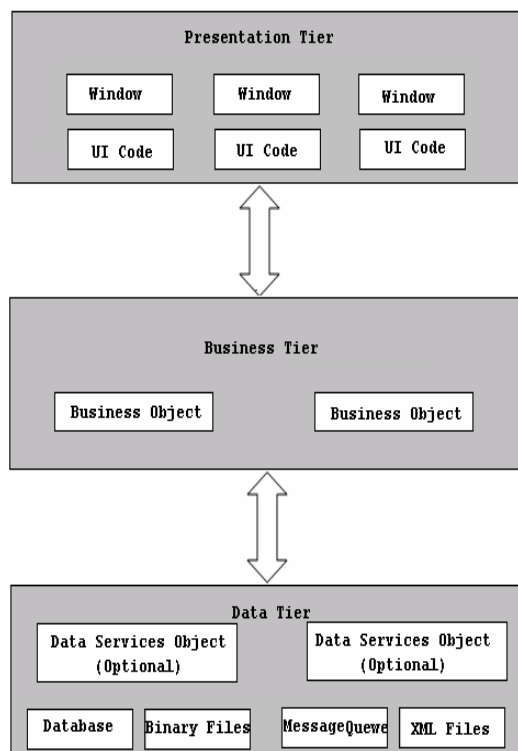 Presentation Tier
Window
Window
Window
UI Code
UI Code
UI Code
Business Tier
Business Object
Business Object
Data Tier
Data Services Object
(Optional)
Data Services Object
(Optional)
Database
Binary Files
MessageQuewe
XML Files